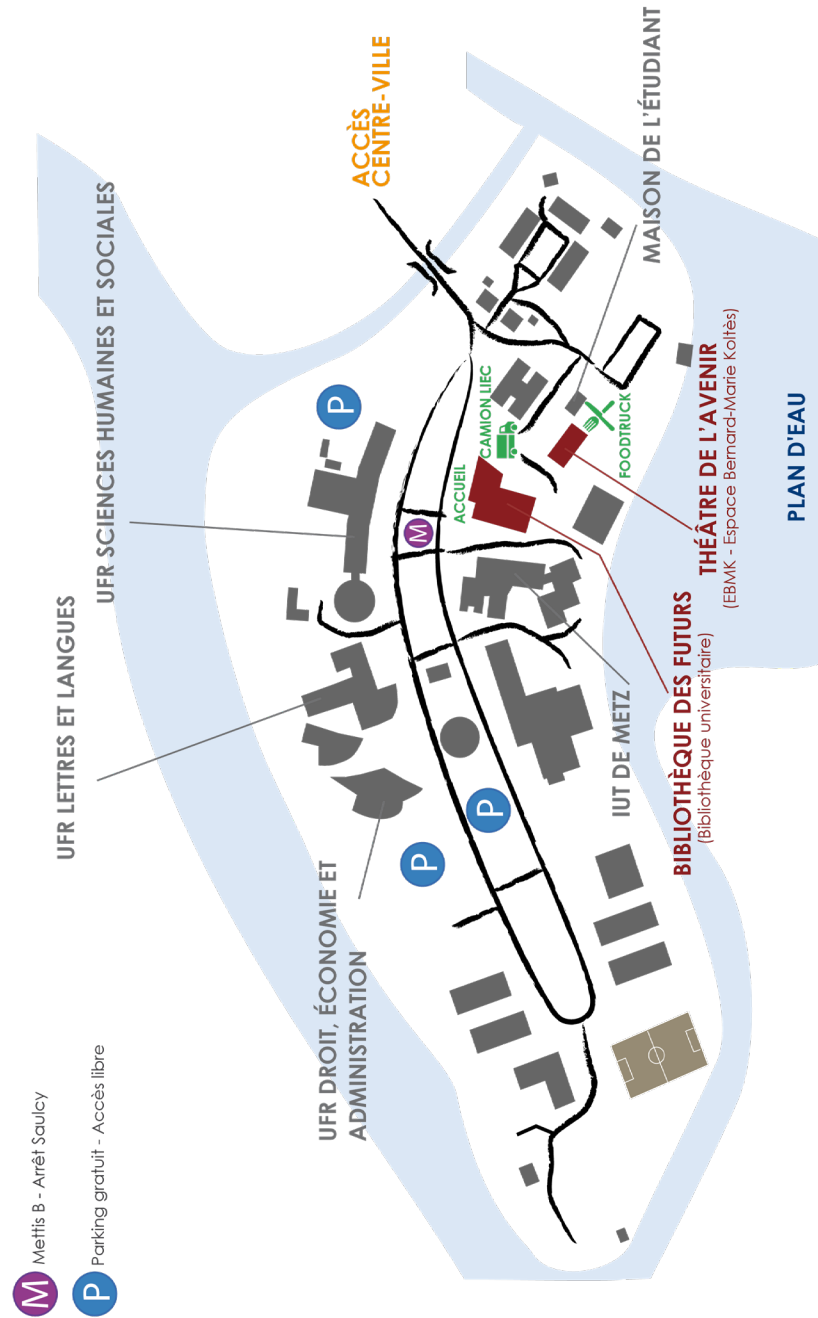 M Mettis B - Arrêt Saulcy
P Parking gratuit - Accès libre
UFR LETTRES ET LANGUES
UFR SCIENCES HUMAINES ET SOCIALES
UFR DROIT, ÉCONOMIE ET
ADMINISTRATION
ACCÈS
CENTRE-VILLE
P
P
P
M
ACCUEIL
CAMION LIEC
FOODTRUCK
MAISON DE L'ÉTUDIANT
IUT DE METZ
BIBLIOTHÈQUE DES FUTURS
(Bibliothèque universitaire)
THÉÂTRE DE L'AVENIR
(EBMK - Espace Bernard-Marie Koltès)
PLAN D'EAU